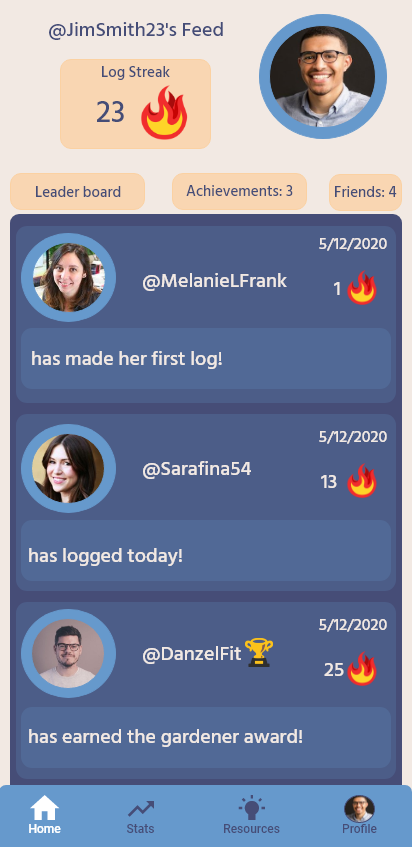 @JimSmith23's Feed
Log Streak
23
Leader board
Achievements: 3
Friends: 4
5/12/2020
@MelanieLFrank
1
has made her first log!
5/12/2020
@Sarafina54
13
has logged today!
5/12/2020
@DanzelFit
25
has earned the gardener award!
Home
Stats
Resources
Profile